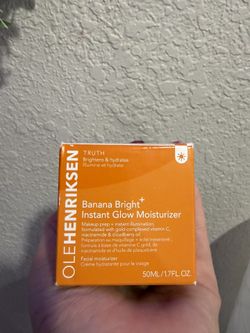 OLEHENRIKSEN
TRUTH
Brightens & hydrates
Illumine et hydrate
Banana Bright+
Instant Glow Moisturizer
Makeup prep + instant illumination
formulated with gold complexed vitamin C,
niacinamide & cloudberry oil
Préparation au maquillage + éclat instantané
formulé à base de vitamine C gold, de
niacinamide et d'huile de plaquebière
Facial moisturizer
Crème hydratante pour le visage
50ML/1.7FL.OZ.